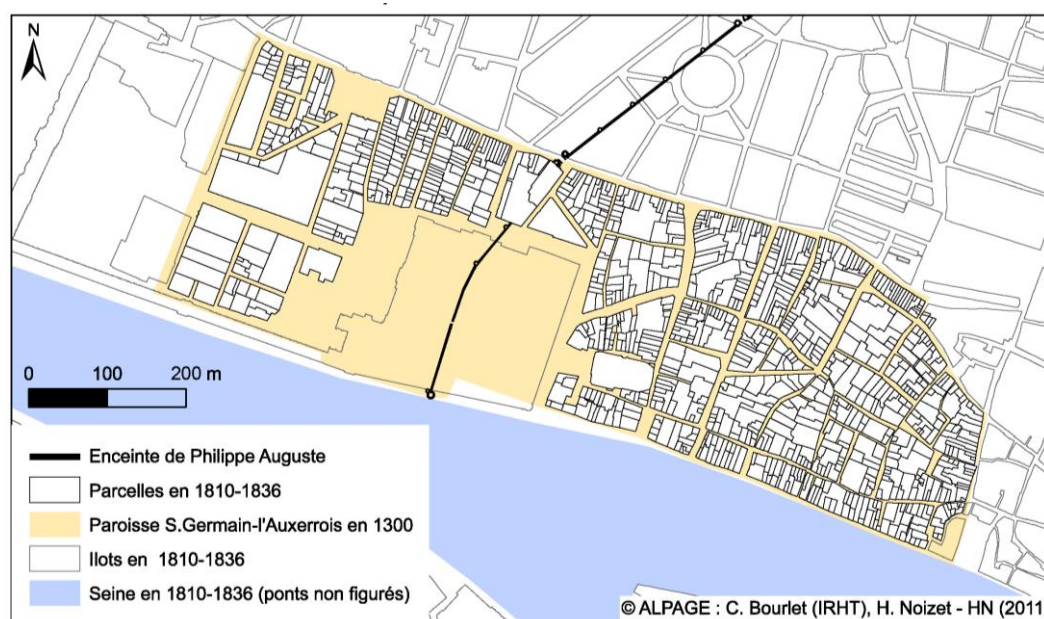 N
0 100 200 m
Enceinte de Philippe Auguste
Parcelles en 1810-1836
Paroisse S.Germain-l'Auxerrois en 1300
Ilots en 1810-1836
Seine en 1810-1836 (ponts non figurés)
© ALPAGE : C. Bourlet (IRHT), H. Noizet - HN (2011